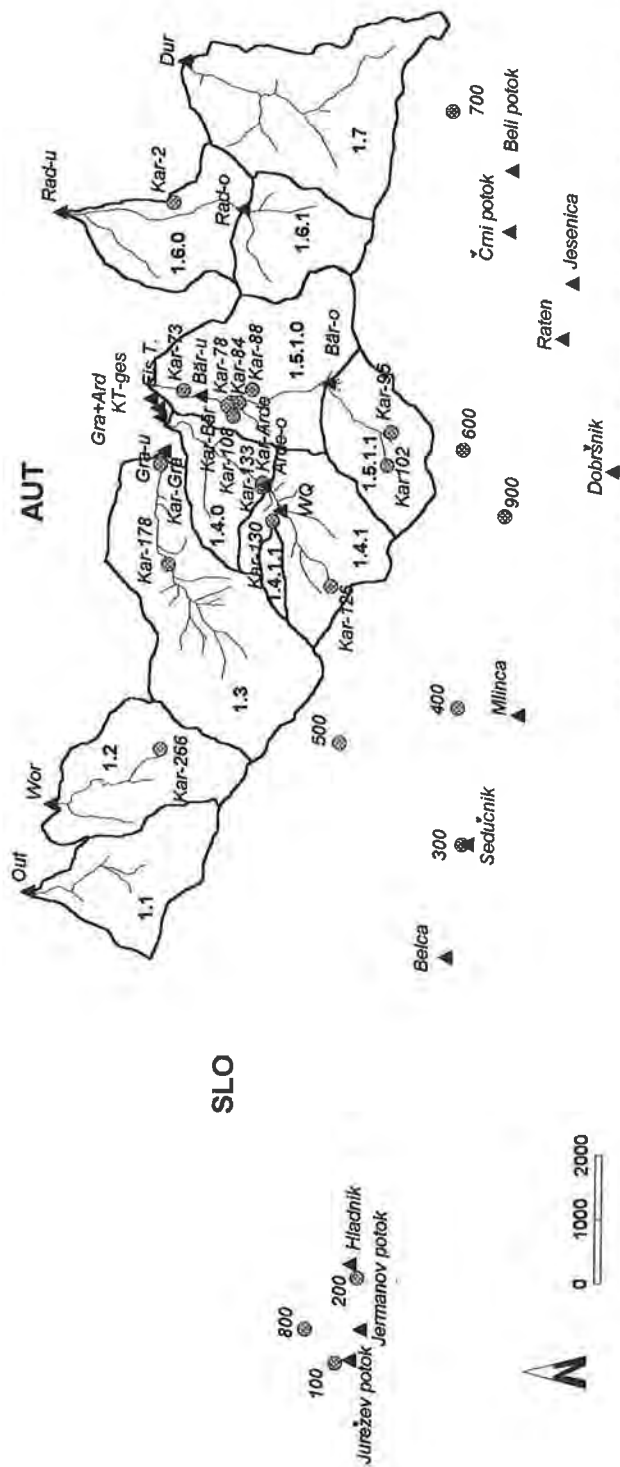 AUT
SLO
Out
Wor
1.1
1.2
Kar-266
1.3
Kar-178
Kar-Gra
Gra-u
Gra+Ard
KT-ges
Eis T.
Kar-73
Bär-u
Kar-78
Kar-84
Kar-88
Kar-Bär
Kar-108
Kar-133
Kar-Arde
Arde-o
1.4.0
1.5.1.0
Bär-o
WQ
Kar-130
1.4.1.1
1.4.1
Kar-126
Kar-95
Kar102
1.5.1.1
Rad-u
Kar-2
1.6.0
Rad-o
1.6.1
Dur
1.7
700
Beli potok
Črni potok
Jesenica
Raten
600
900
Dobršnik
500
400
Mlinca
300
Sedučnik
Belca
800
100
200
Hladnik
Jermanov potok
Jurežev potok
0 1000 2000